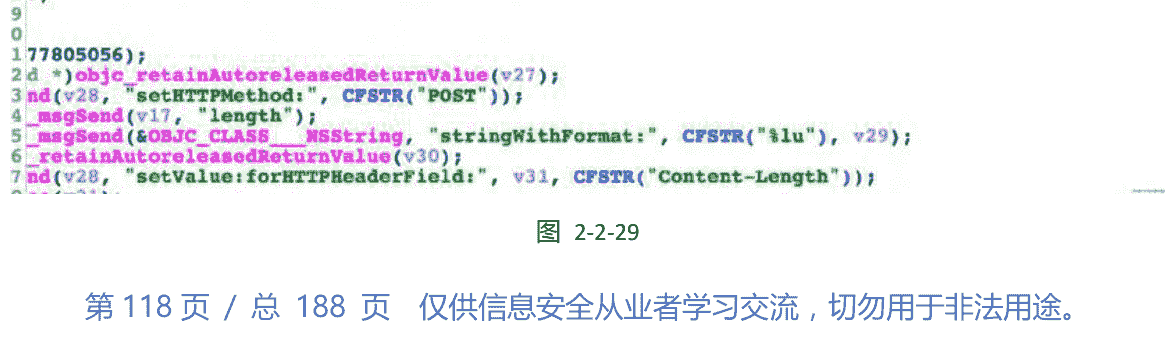 9
0
1 77805056);
2 d *)objc_retainAutoreleasedReturnValue(v27);
3 nd(v28, "setHTTPMethod:", CFSTR("POST"));
4 _msgSend(v17, "length");
5 _msgSend(&OBJC_CLASS___NSString, "stringWithFormat:", CFSTR("%lu"), v29);
6 _retainAutoreleasedReturnValue(v30);
7 nd(v28, "setValue:forHTTPHeaderField:", v31, CFSTR("Content-Length"));
图 2-2-29
第 118 页 / 总 188 页 仅供信息安全从业者学习交流，切勿用于非法用途。